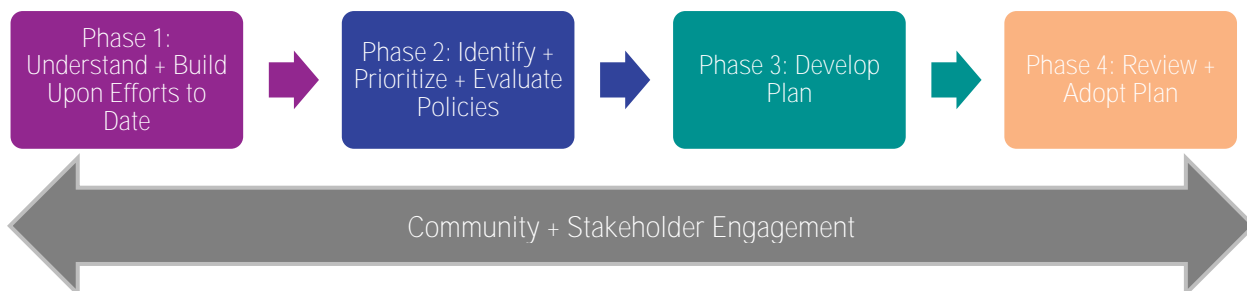 Phase 1:
Understand + Build
Upon Efforts to
Date
Phase 2: Identify +
Prioritize + Evaluate
Policies
Phase 3: Develop
Plan
Phase 4: Review +
Adopt Plan
Community + Stakeholder Engagement